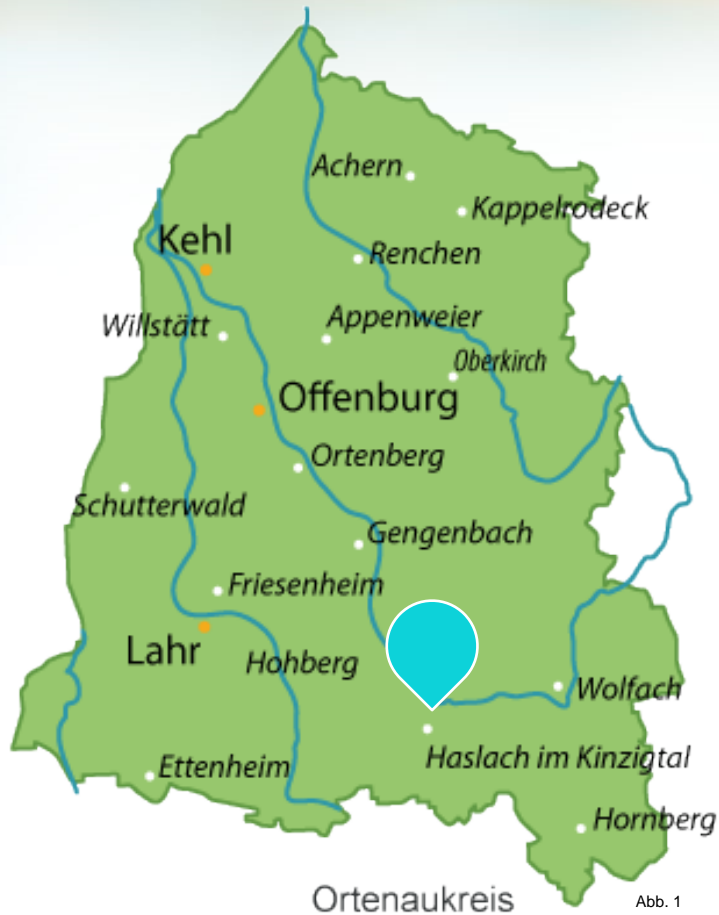 Achern
Kappelrodeck
Kehl
Renchen
Willstätt
Appenweier
Oberkirch
Offenburg
Ortenberg
Schutterwald
Gengenbach
Friesenheim
Lahr
Hohberg
Wolfach
Haslach im Kinzigtal
Ettenheim
Hornberg
Ortenaukreis
Abb. 1